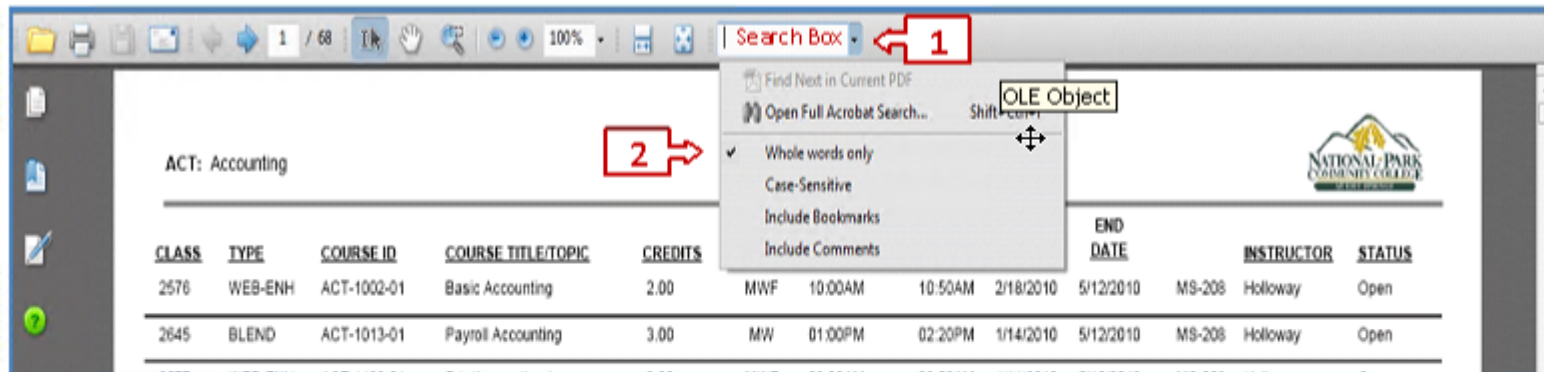 1 / 68 100% Search Box 1
Find Next in Current PDF
OLE Object
Open Full Acrobat Search...
2
Whole words only
ACT: Accounting
NATIONAL PARK
COMMUNITY COLLEGE
Case-Sensitive
Include Bookmarks
Include Comments
CLASS TYPE COURSE ID COURSE TITLE/TOPIC CREDITS END DATE INSTRUCTOR STATUS
2576 WEB-ENH ACT-1002-01 Basic Accounting 2.00 MWF 10:00AM 10:50AM 2/18/2010 5/12/2010 MS-208 Holloway Open
2645 BLEND ACT-1013-01 Payroll Accounting 3.00 MW 01:00PM 02:20PM 1/14/2010 5/12/2010 MS-208 Holloway Open